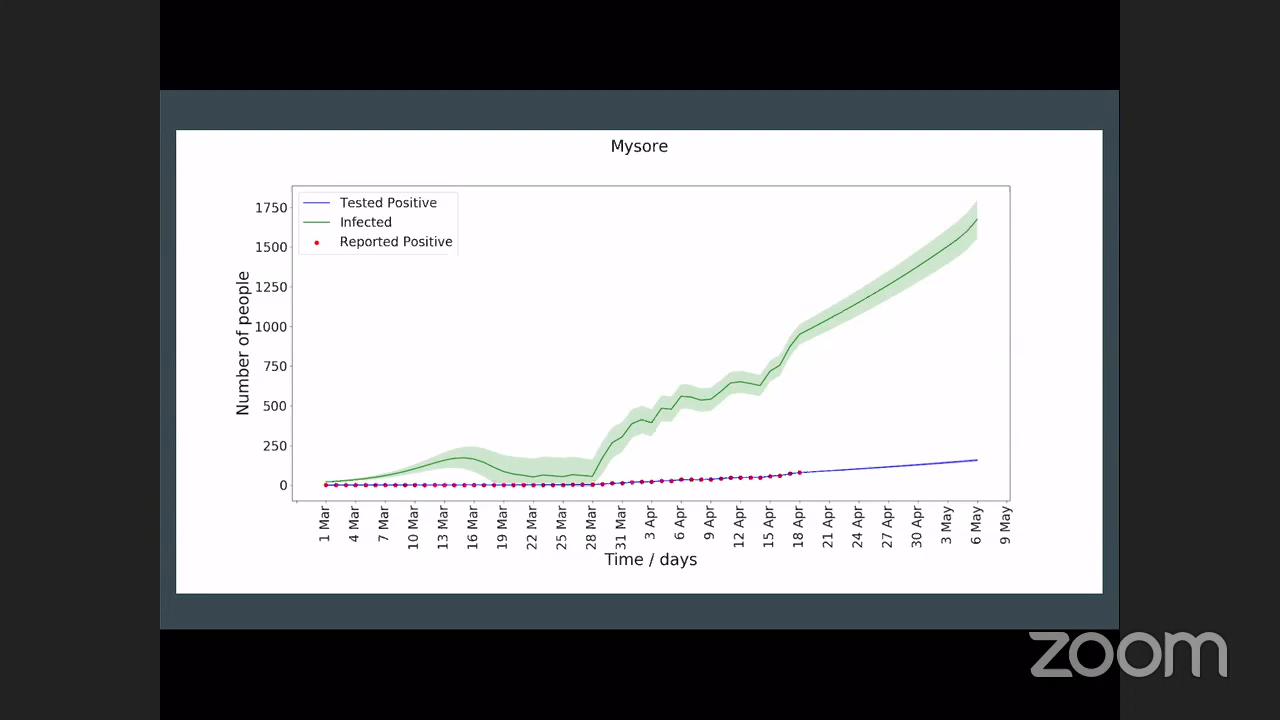 Mysore
Tested Positive
Infected
Reported Positive
1750
1500
1250
1000
750
500
250
0
Number of people
1 Mar
4 Mar
7 Mar
10 Mar
13 Mar
16 Mar
19 Mar
22 Mar
25 Mar
28 Mar
31 Mar
3 Apr
6 Apr
9 Apr
12 Apr
15 Apr
18 Apr
21 Apr
24 Apr
27 Apr
30 Apr
3 May
6 May
9 May
Time / days
zoom